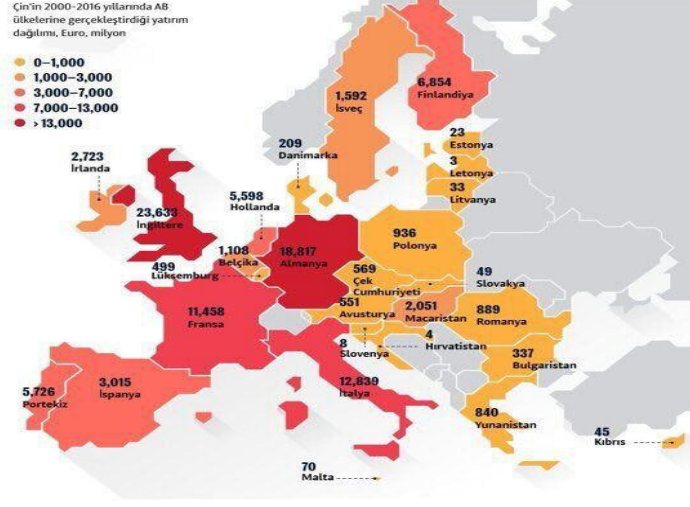 Çin'in 2000-2016 yıllarında AB
ülkelerine gerçekleştirdiği yatırım
dağılımı, Euro, milyon
0–1,000
1,000–3,000
3,000–7,000
7,000–13,000
>13,000
6,854
Finlandiya
1,592
İsveç
23
Estonya
3
Letonya
33
Litvanya
209
Danimarka
2,723
İrlanda
5,598
Hollanda
23,633
İngiltere
936
Polonya
1,108
Belçika
18,817
Almanya
499
Lüksemburg
569
Çek
Cumhuriyeti
49
Slovakya
551
Avusturya
2,051
Macaristan
889
Romanya
11,458
Fransa
8
Slovenya
4
Hırvatistan
337
Bulgaristan
12,839
İtalya
5,726
Portekiz
3,015
İspanya
840
Yunanistan
45
Kıbrıs
70
Malta